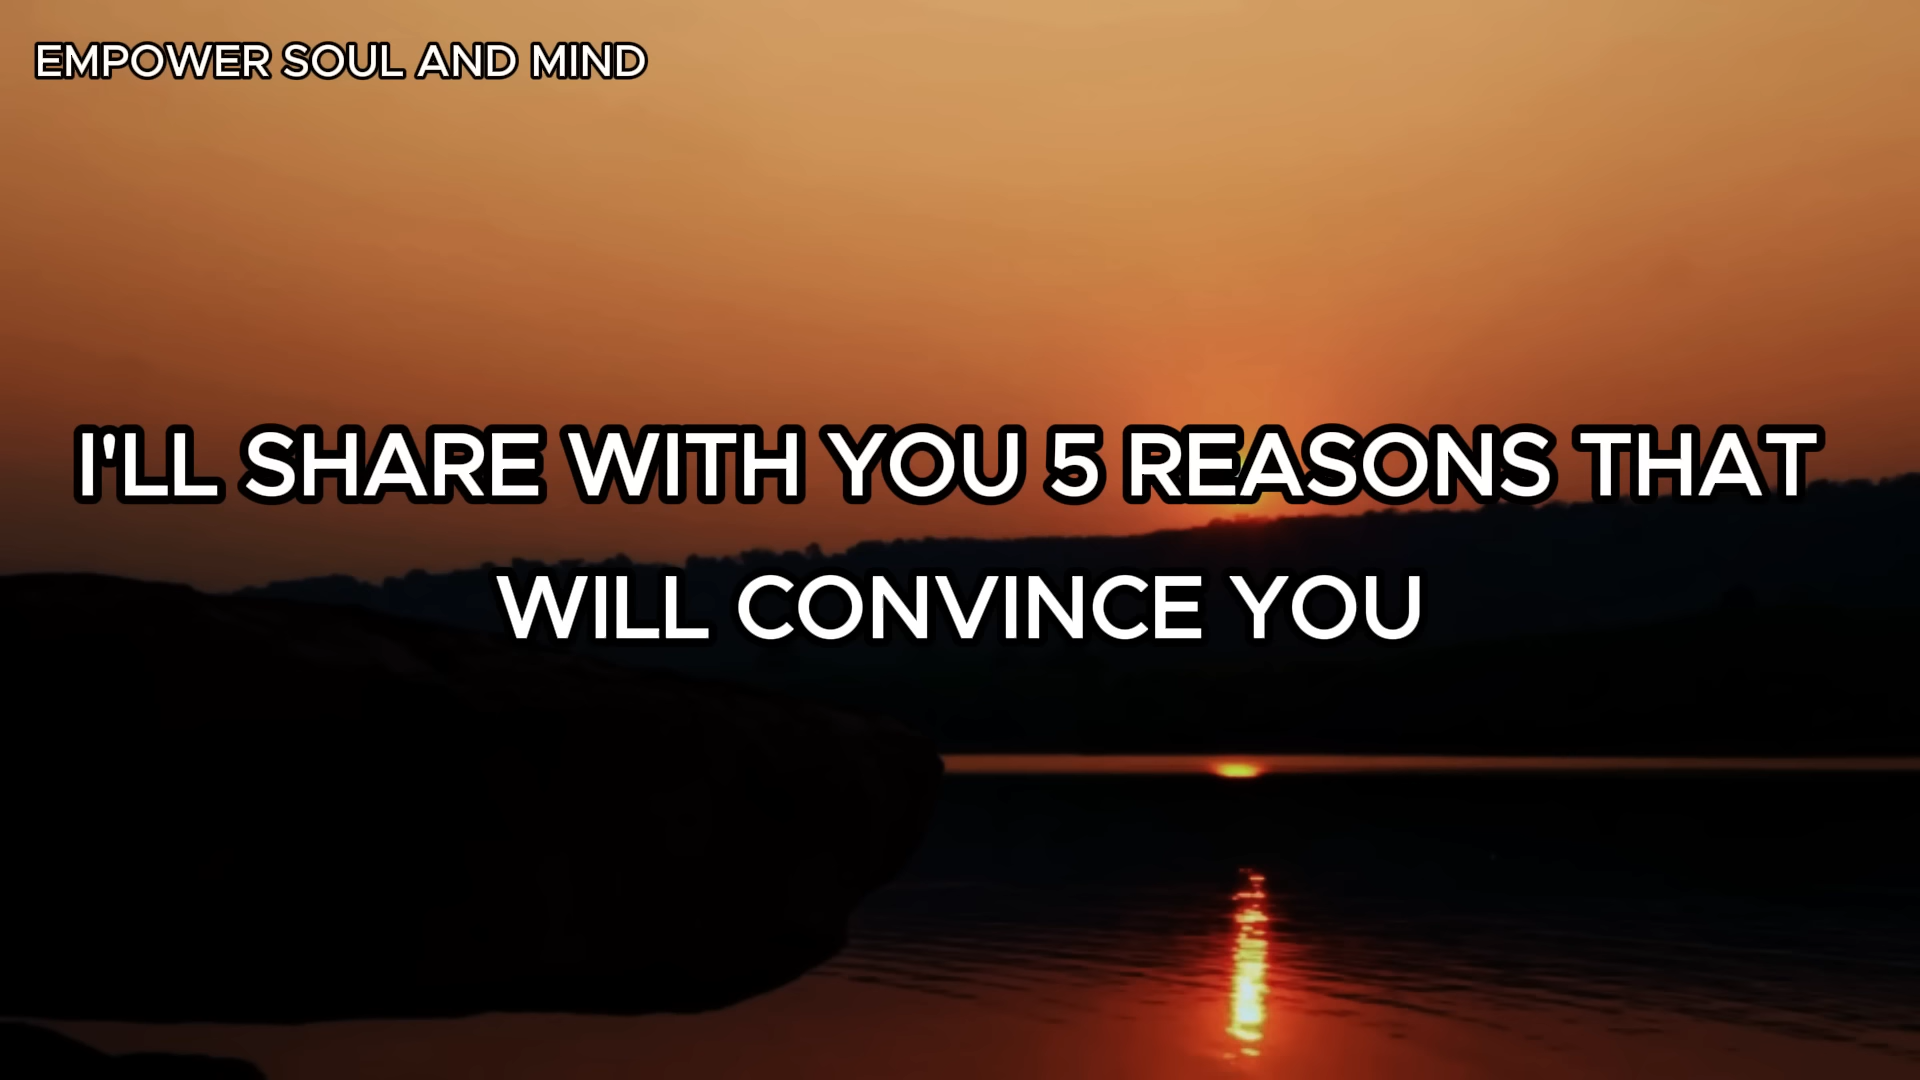 EMPOWER SOUL AND MIND
I'LL SHARE WITH YOU 5 REASONS THAT
WILL CONVINCE YOU